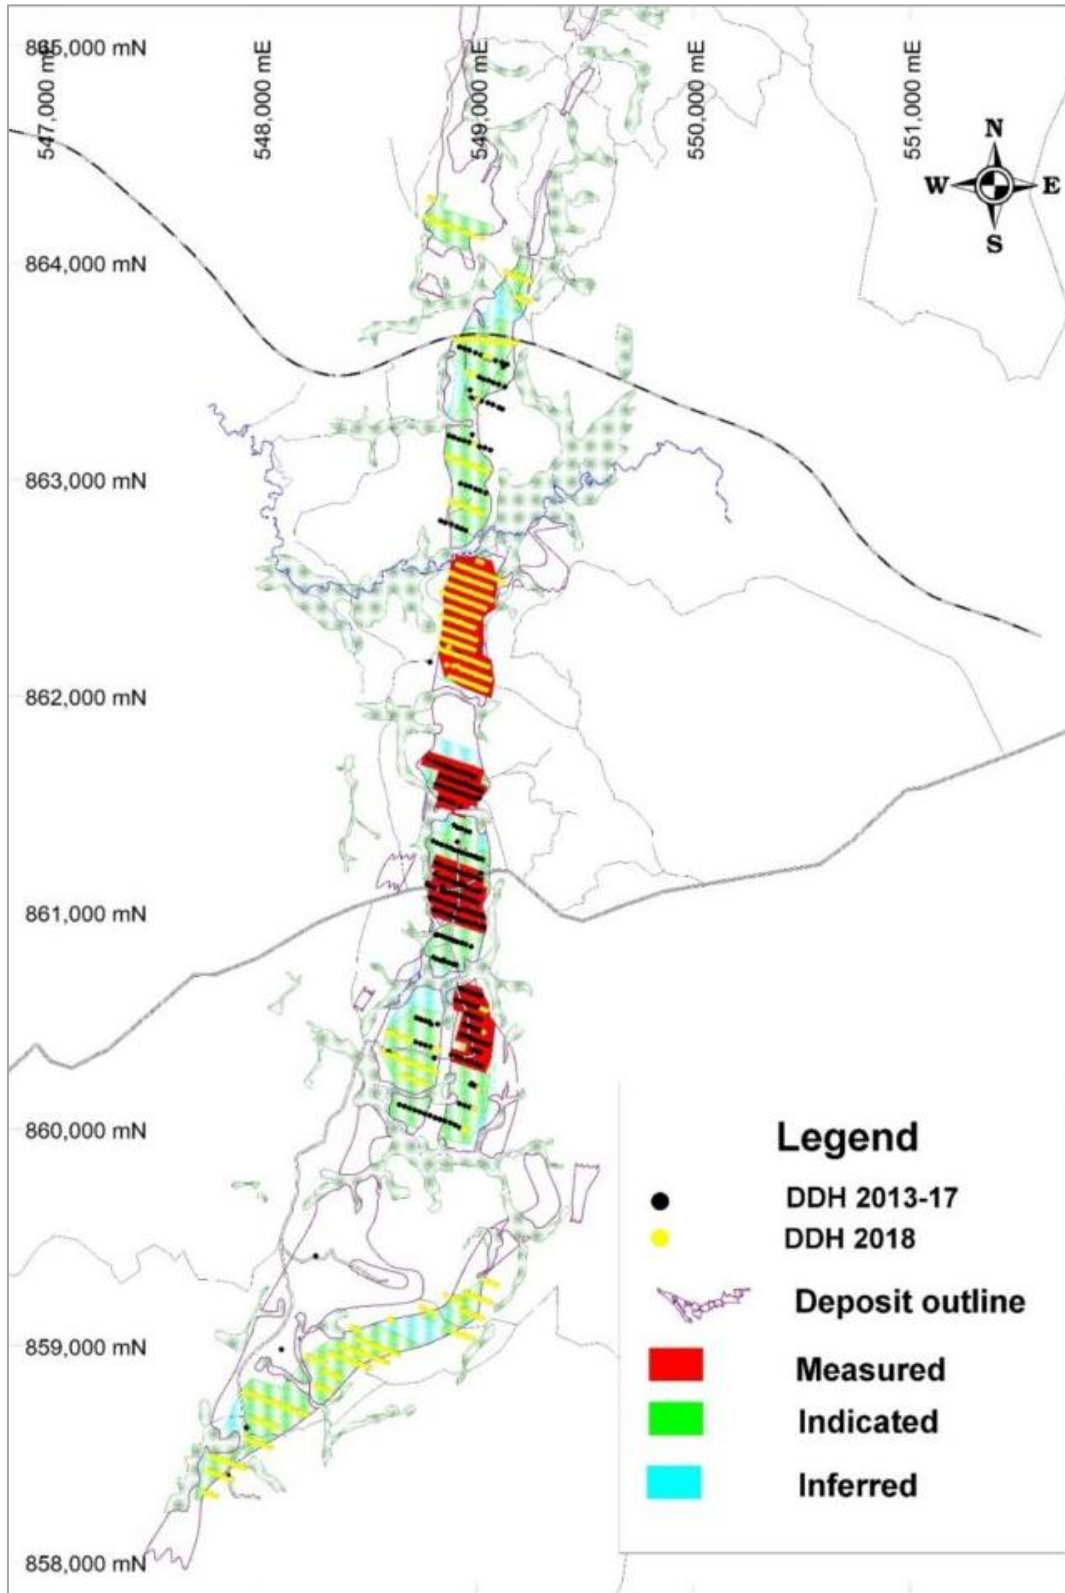 865,000 mN
547,000 mE
548,000 mE
549,000 mE
550,000 mE
551,000 mE
N
W E
S
864,000 mN
863,000 mN
862,000 mN
861,000 mN
860,000 mN
859,000 mN
858,000 mN
Legend
DDH 2013-17
DDH 2018
Deposit outline
Measured
Indicated
Inferred